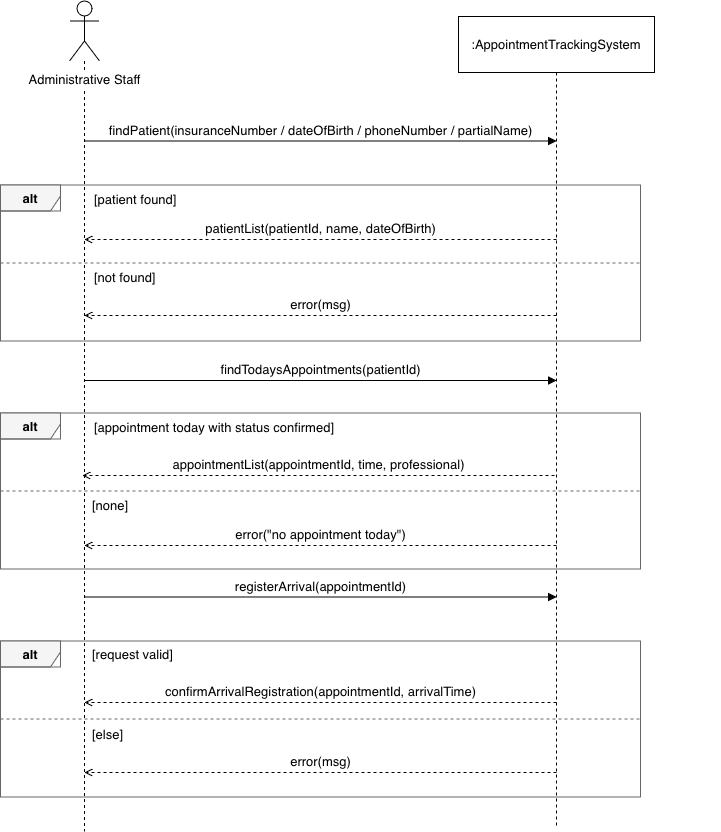 Administrative Staff
:AppointmentTrackingSystem
findPatient(insuranceNumber / dateOfBirth / phoneNumber / partialName)
alt
[patient found]
patientList(patientId, name, dateOfBirth)
[not found]
error(msg)
findTodaysAppointments(patientId)
alt
[appointment today with status confirmed]
appointmentList(appointmentId, time, professional)
[none]
error("no appointment today")
registerArrival(appointmentId)
alt
[request valid]
confirmArrivalRegistration(appointmentId, arrivalTime)
[else]
error(msg)